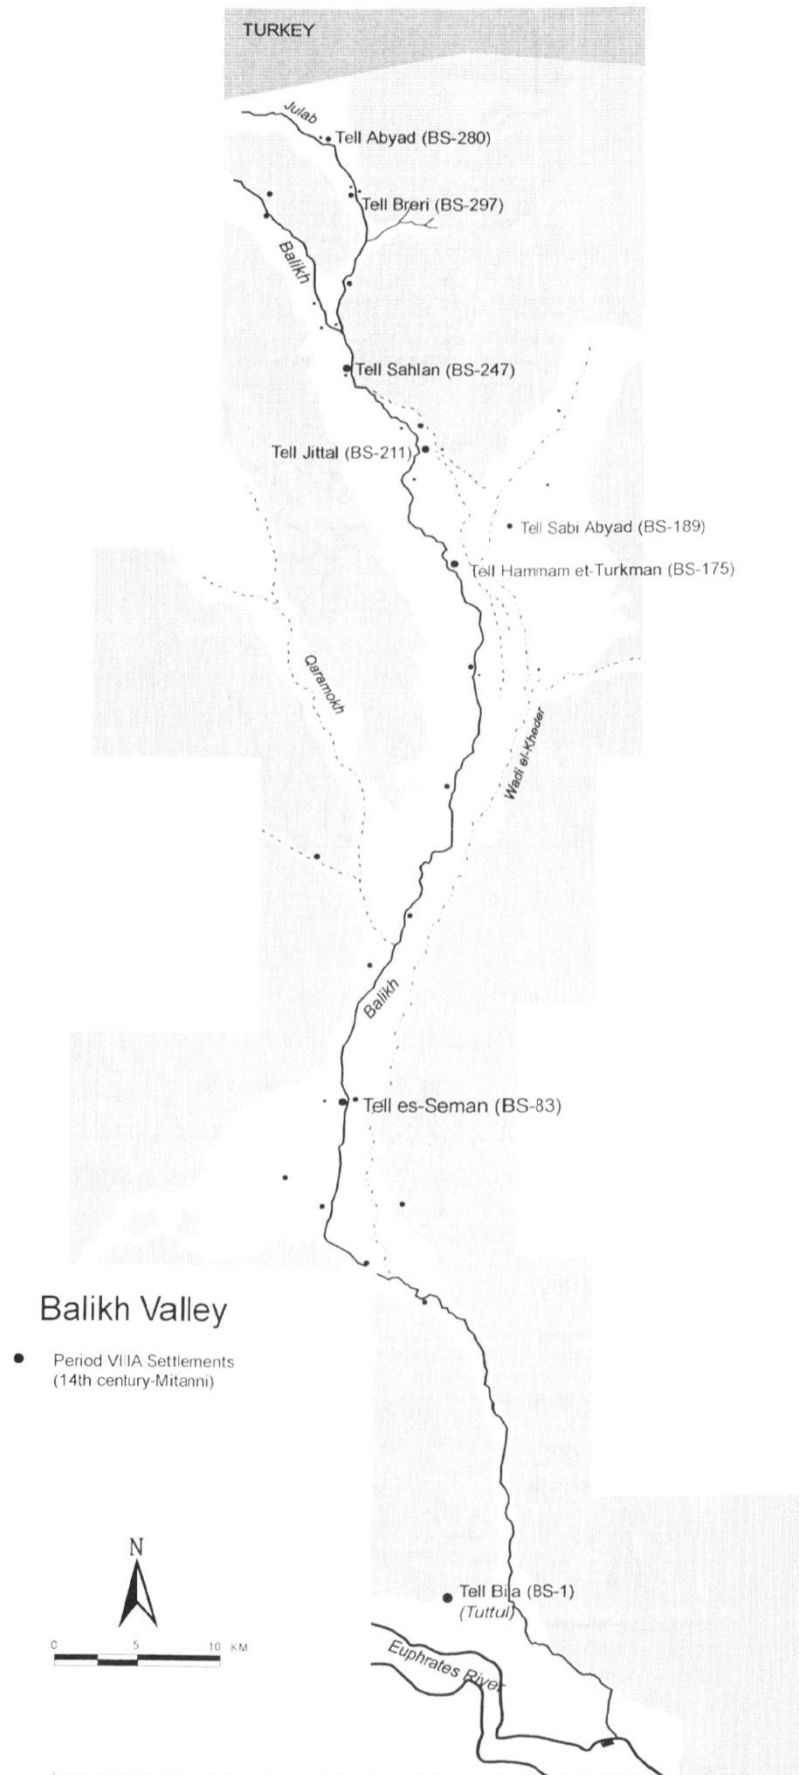 TURKEY
Julab
Tell Abyad (BS-280)
Tell Breri (BS-297)
Balikh
Tell Sahlan (BS-247)
Tell Jittal (BS-211)
Tell Sabi Abyad (BS-189)
Tell Hammam et-Turkman (BS-175)
Qaramokh
Wadi el-Kheder
Balikh
Tell es-Seman (BS-83)
Balikh Valley
Period VIIIA Settlements
(14th century-Mitanni)
N
0 5 10 KM
Tell Bi;a (BS-1)
(Tuttul)
Euphrates River